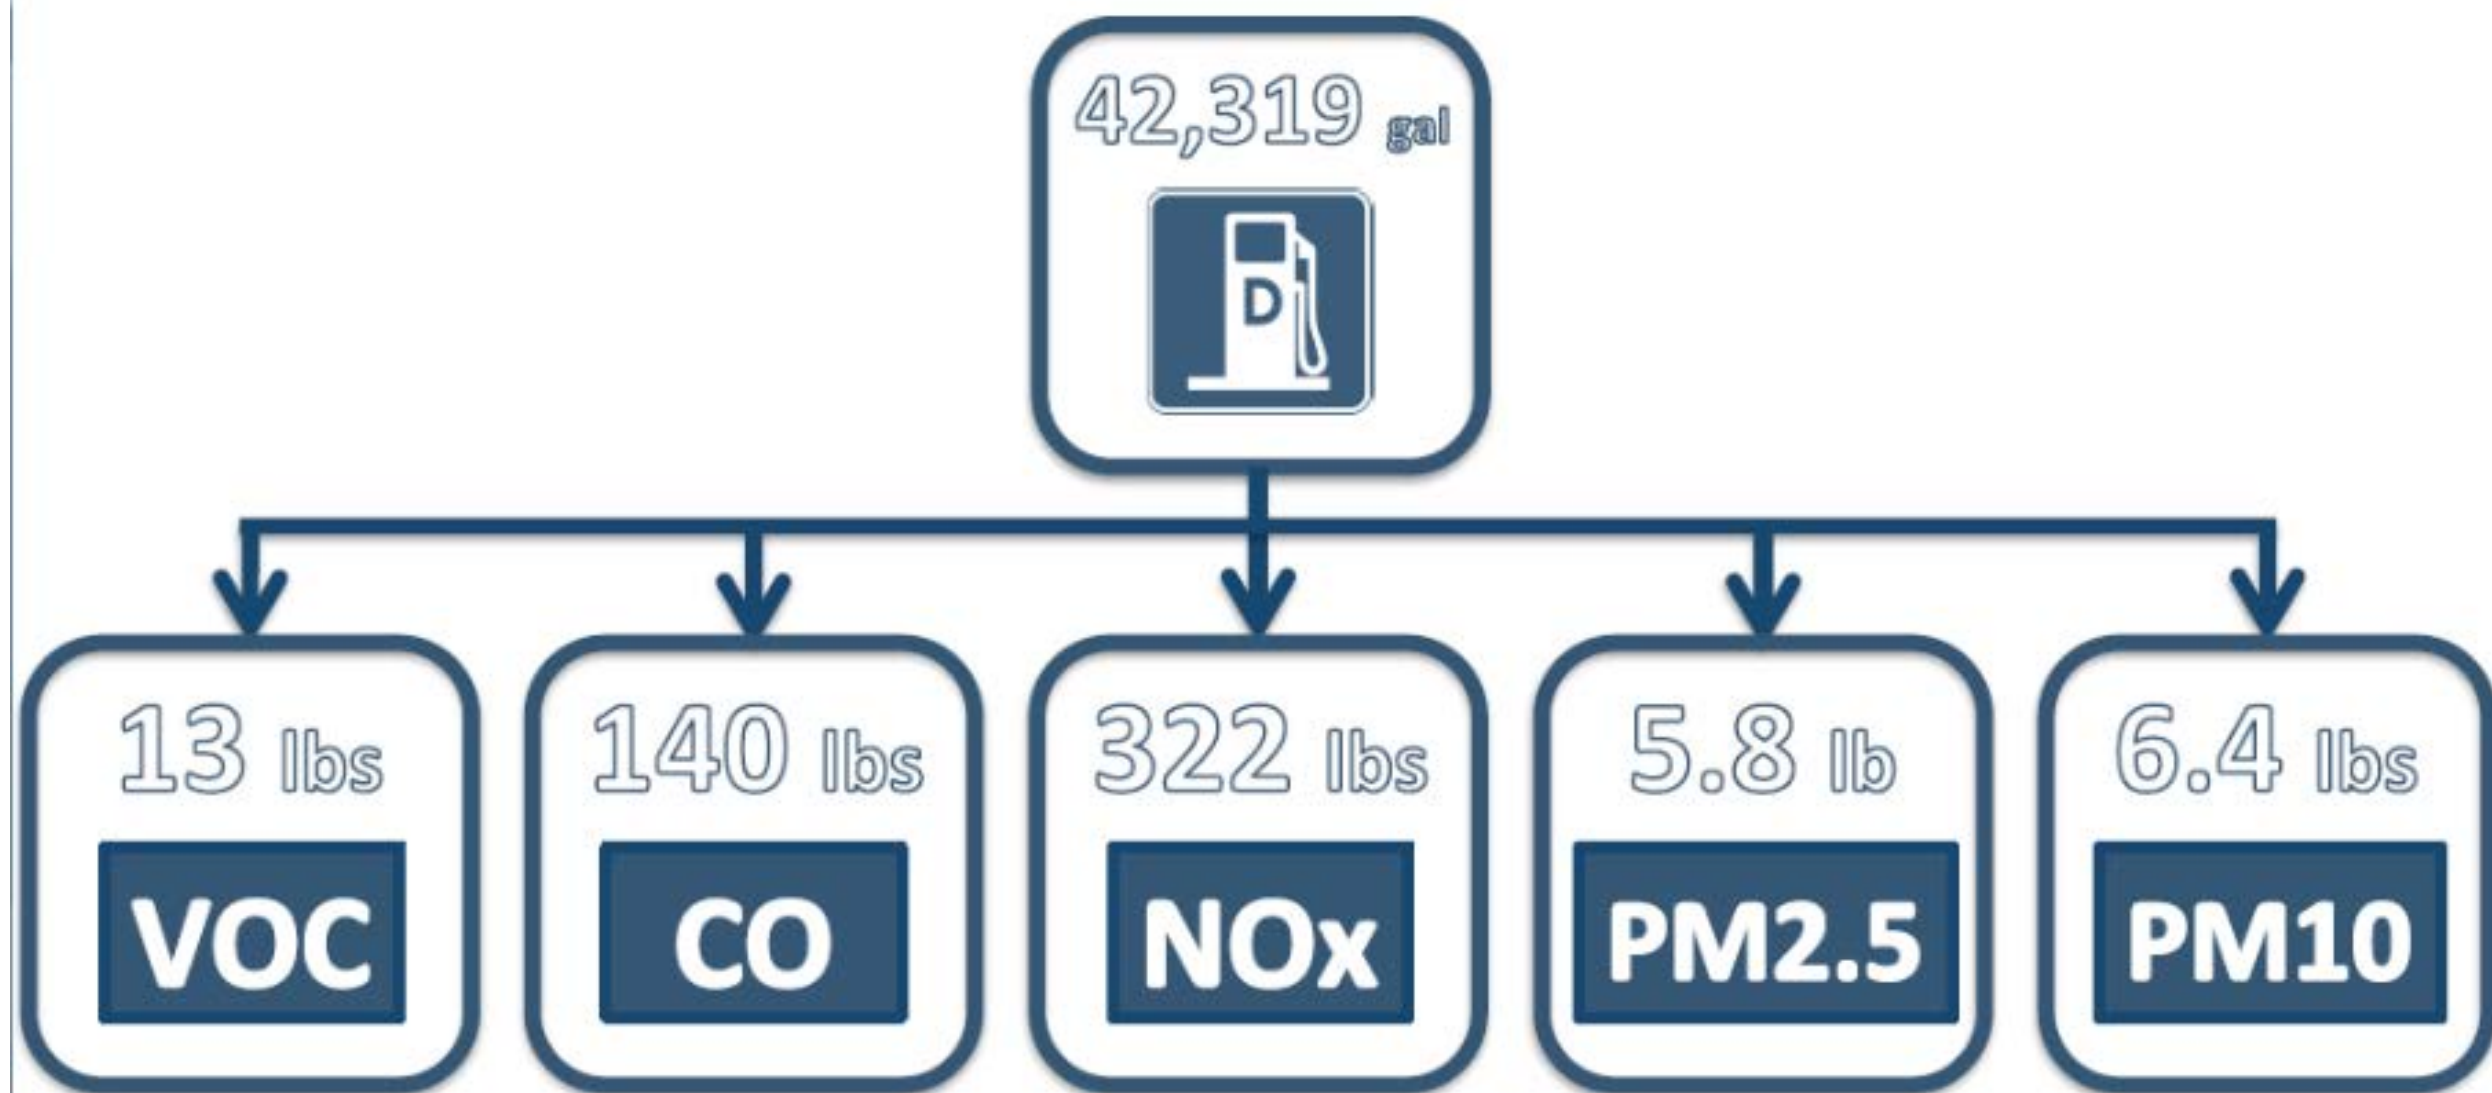 42,319 gal
D
13 lbs
140 lbs
322 lbs
5.8 lb
6.4 lbs
VOC
CO
NOx
PM2.5
PM10